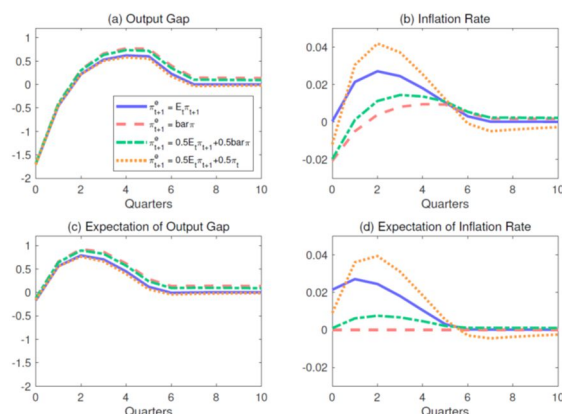 (a) Output Gap
1
0.5
0
-0.5
-1
-1.5
-2
0 2 4 6 8 10
Quarters
π^e_{t+1} = E_tπ_{t+1}
π^e_{t+1} = barπ
π^e_{t+1} = 0.5E_tπ_{t+1}+0.5barπ
π^e_{t+1} = 0.5E_tπ_{t+1}+0.5π_t
(b) Inflation Rate
0.04
0.02
0
-0.02
0 2 4 6 8 10
Quarters
(c) Expectation of Output Gap
1
0.5
0
-0.5
-1
-1.5
-2
0 2 4 6 8 10
Quarters
(d) Expectation of Inflation Rate
0.04
0.02
0
-0.02
0 2 4 6 8 10
Quarters